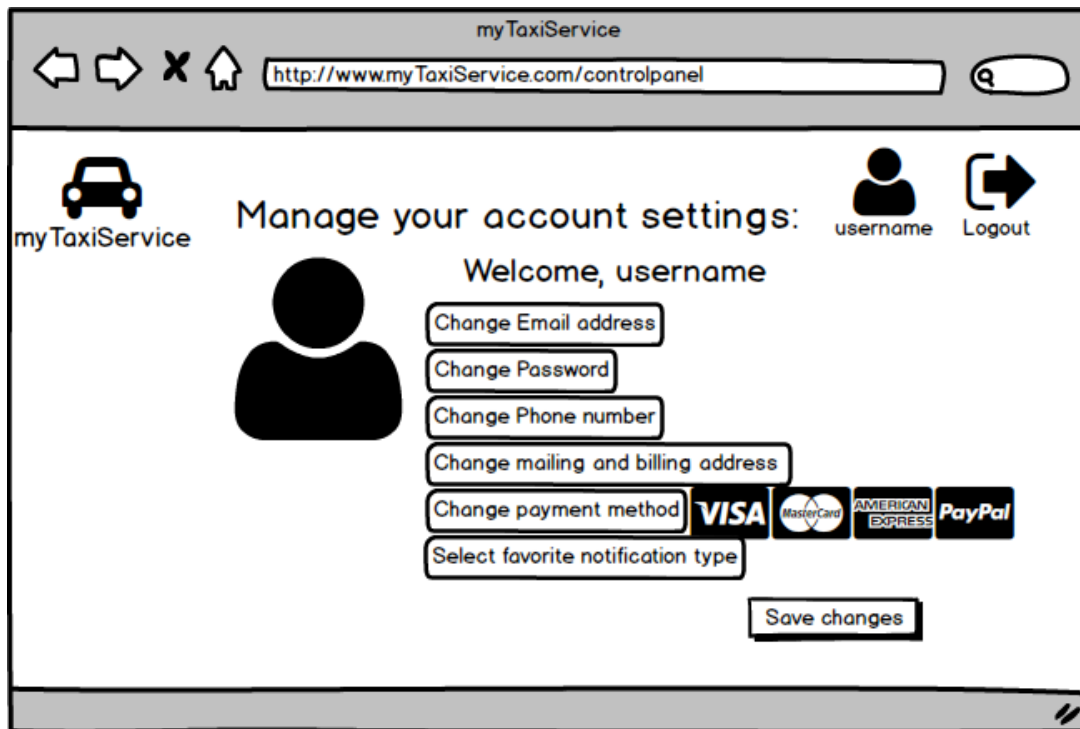 myTaxiService
http://www.myTaxiService.com/controlpanel
myTaxiService
Manage your account settings:
username
Logout
Welcome, username
Change Email address
Change Password
Change Phone number
Change mailing and billing address
Change payment method
VISA
MasterCard
AMERICAN
EXPRESS
PayPal
Select favorite notification type
Save changes